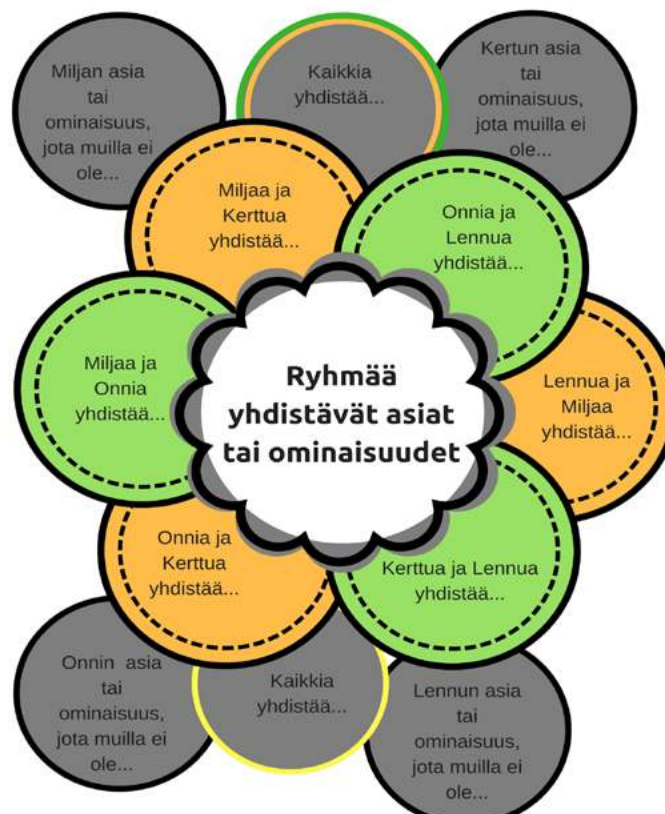 Miljan asia
tai
ominaisuus,
jota muilla ei
ole...
Kaikkia
yhdistää...
Kertun asia
tai
ominaisuus,
jota muilla ei
ole...
Miljaa ja
Kerttua
yhdistää...
Onnia ja
Lennua
yhdistää...
Miljaa ja
Onnia
yhdistää...
Ryhmää
yhdistävät asiat
tai ominaisuudet
Lennua ja
Miljaa
yhdistää...
Onnia ja
Kerttua
yhdistää...
Kerttua ja Lennua
yhdistää...
Onnin asia
tai
ominaisuus,
jota muilla ei
ole...
Kaikkia
yhdistää...
Lennun asia
tai
ominaisuus,
jota muilla ei
ole...